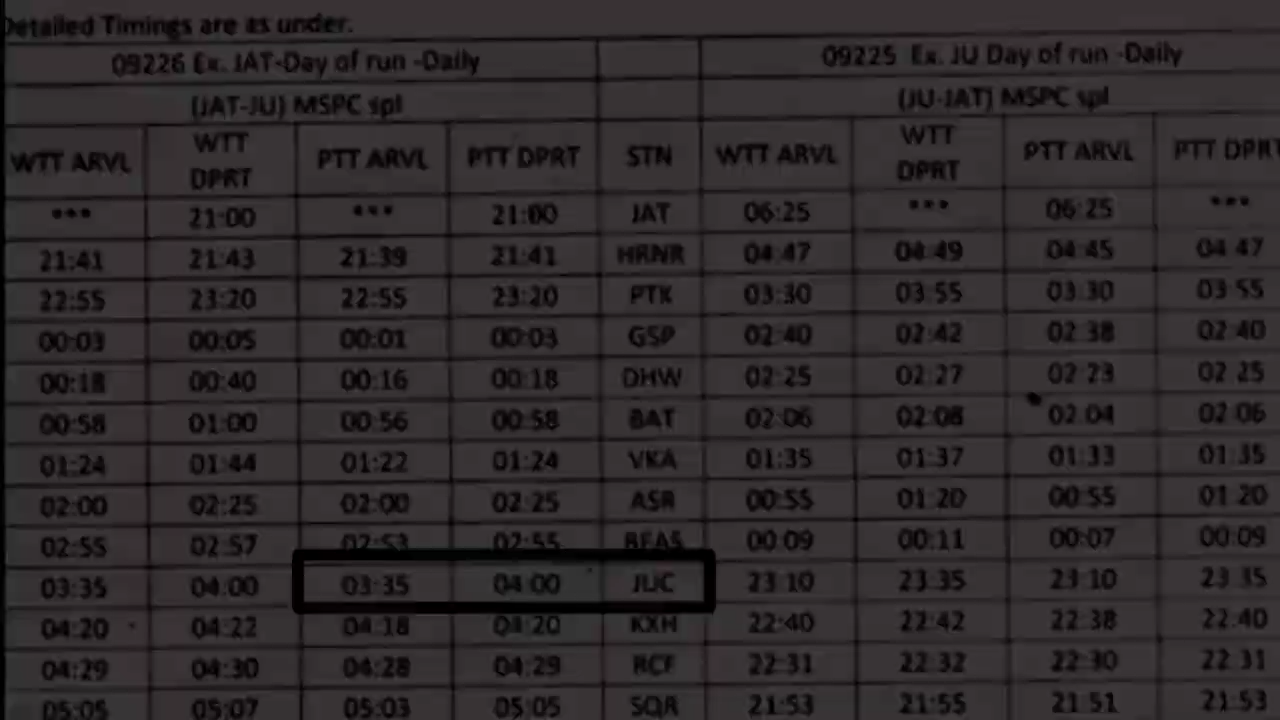 Detailed Timings are as under.
09226 Ex. JAT-Day of run -Daily 09225 Ex. JU Day of run -Daily
(JAT-JU) MSPC spl (JU-JAT) MSPC spl
WTT ARVL WTT DPRT PTT ARVL PTT DPRT STN WTT ARVL WTT DPRT PTT ARVL PTT DPRT
*** 21:00 *** 21:00 JAT 06:25 *** 06:25 ***
21:41 21:43 21:39 21:41 HRNR 04:47 04:49 04:45 04:47
22:55 23:20 22:55 23:20 PTK 03:30 03:55 03:30 03:55
00:03 00:05 00:01 00:03 GSP 02:40 02:42 02:38 02:40
00:18 00:40 00:16 00:18 DHW 02:25 02:27 02:23 02:25
00:58 01:00 00:56 00:58 BAT 02:06 02:08 02:04 02:06
01:24 01:44 01:22 01:24 VKA 01:35 01:37 01:33 01:35
02:00 02:25 02:00 02:25 ASR 00:55 01:20 00:55 01:20
02:55 02:57 02:53 02:55 BEAS 00:09 00:11 00:07 00:09
03:35 04:00 03:35 04:00 JUC 23:10 23:35 23:10 23:35
04:20 04:22 04:18 04:20 KXH 22:40 22:42 22:38 22:40
04:29 04:30 04:28 04:29 RCF 22:31 22:32 22:30 22:31
05:05 05:07 05:03 05:05 SQR 21:53 21:55 21:51 21:53